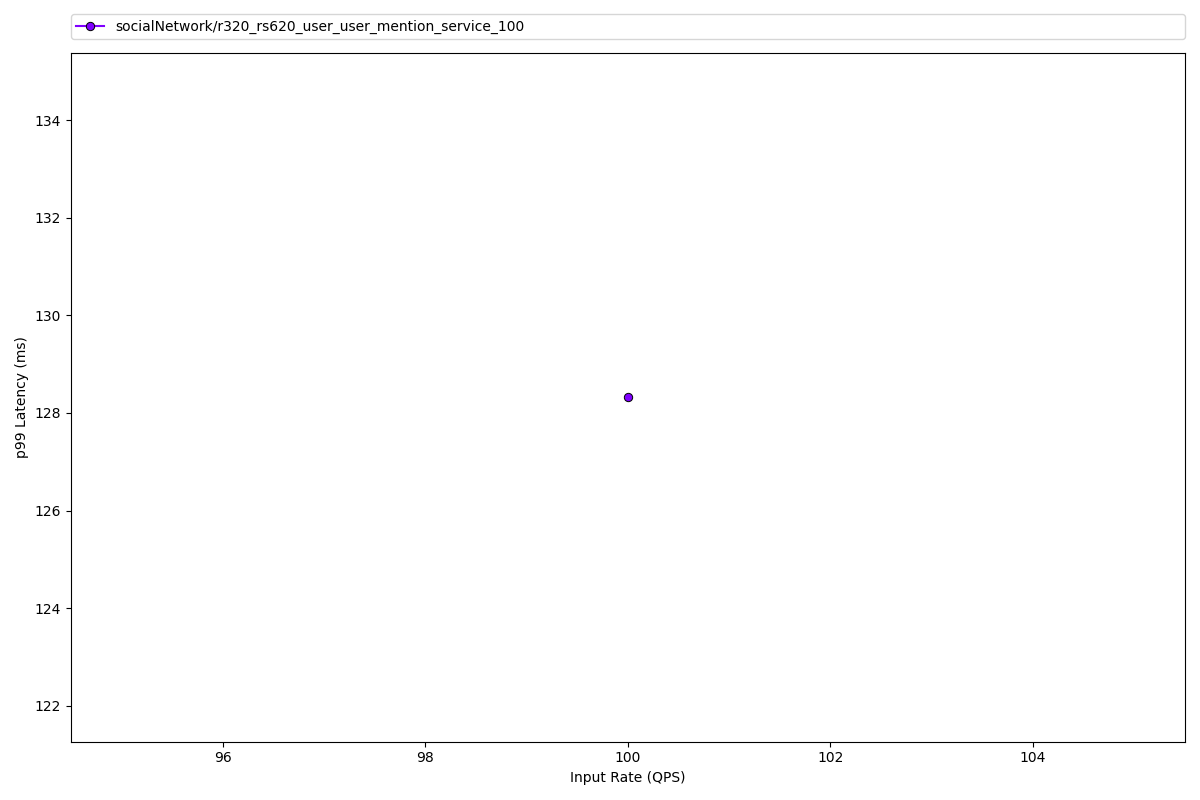 socialNetwork/r320_rs620_user_user_mention_service_100
134
132
130
128
126
124
122
p99 Latency (ms)
96 98 100 102 104
Input Rate (QPS)